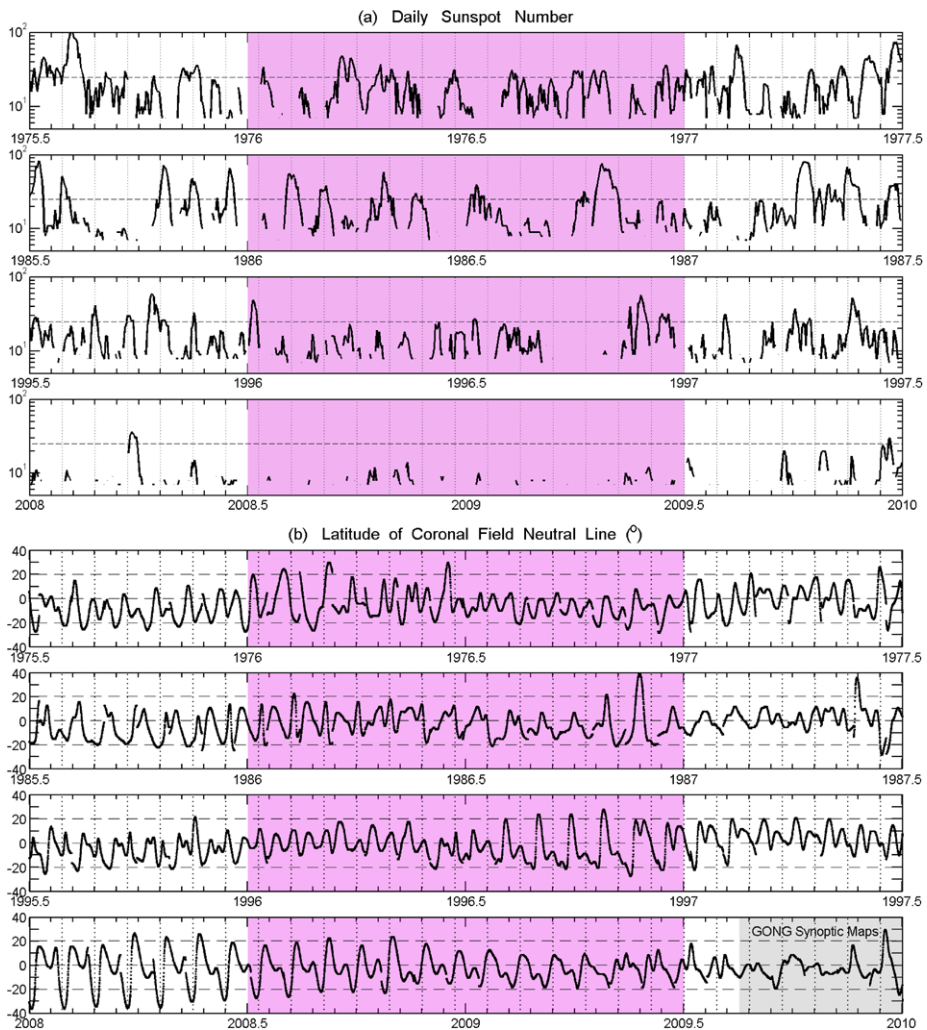 (a) Daily Sunspot Number
10²
10¹
1975.5 1976 1976.5 1977 1977.5
10²
10¹
1985.5 1986 1986.5 1987 1987.5
10²
10¹
1995.5 1996 1996.5 1997 1997.5
10²
10¹
2008 2008.5 2009 2009.5 2010
(b) Latitude of Coronal Field Neutral Line (°)
40
20
0
-20
-40
1975.5 1976 1976.5 1977 1977.5
40
20
0
-20
-40
1985.5 1986 1986.5 1987 1987.5
40
20
0
-20
-40
1995.5 1996 1996.5 1997 1997.5
40
20
0
-20
-40
GONG Synoptic Maps
2008 2008.5 2009 2009.5 2010